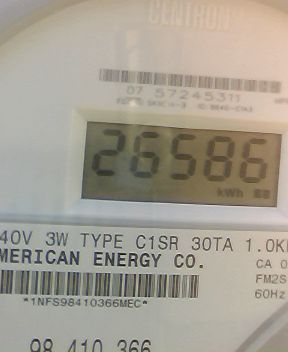 CENTRON
07 57245311
26586
kWh
40V 3W TYPE C1SR 30TA 1.0K
MERICAN ENERGY CO.
CA 0
FM2S
60Hz
*1NFS98410366MEC*
98 410 366